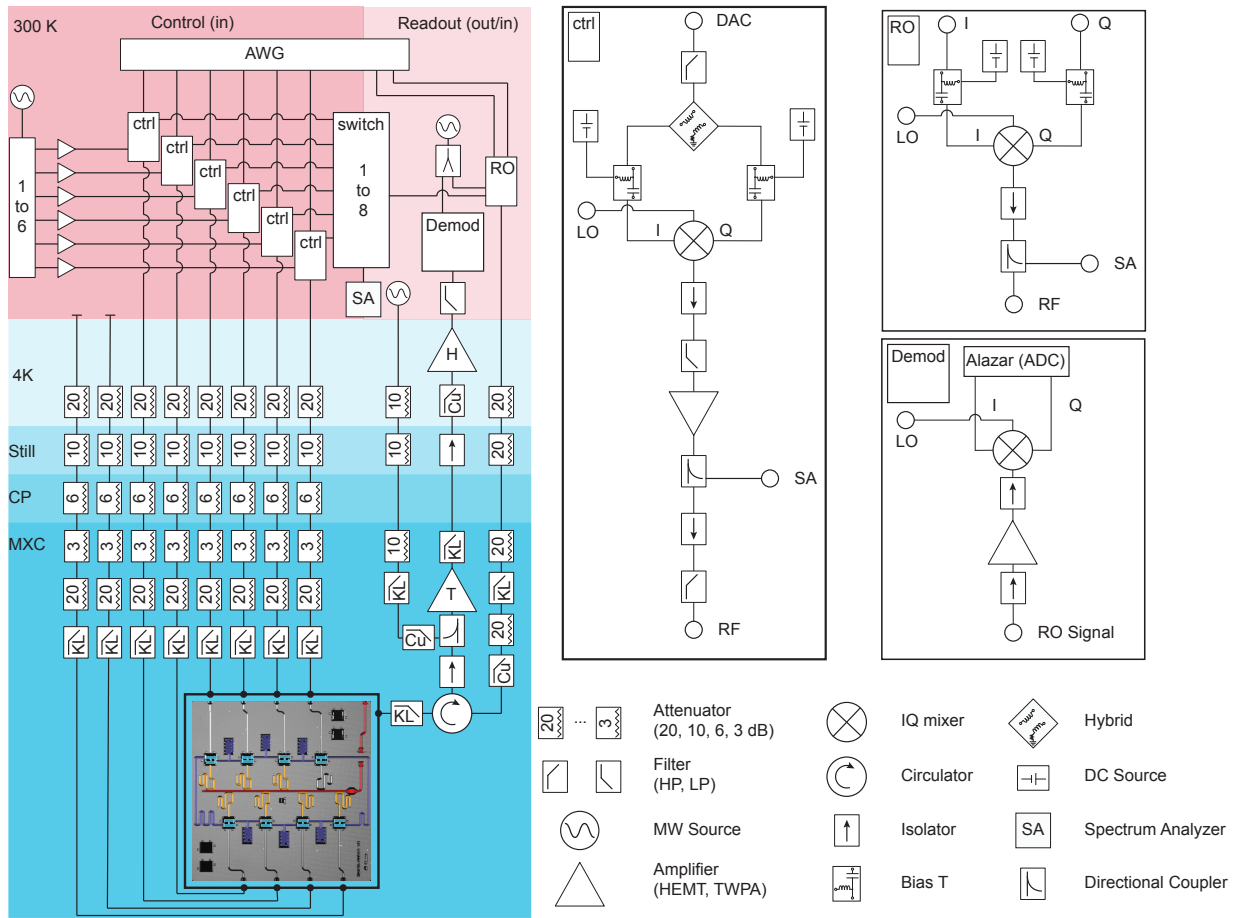 300 K
Control (in)
Readout (out/in)
AWG
ctrl
ctrl
ctrl
ctrl
ctrl
ctrl
switch
1
to
8
RO
1
to
6
Demod
SA
H
4K
20
20
20
20
20
20
20
20
10
Cu
20
Still
10
10
10
10
10
10
10
10
20
CP
6
6
6
6
6
6
6
6
MXC
3
3
3
3
3
3
3
3
10
KL
20
20
20
20
20
20
20
20
20
KL
T
KL
20
KL
KL
KL
KL
KL
KL
KL
KL
Cu
Cu
KL
ctrl
DAC
LO
I
Q
SA
RF
RO
I
Q
LO
I
Q
SA
RF
Demod
Alazar (ADC)
I
Q
LO
RO Signal
20
...
3
Attenuator
(20, 10, 6, 3 dB)
Filter
(HP, LP)
MW Source
Amplifier
(HEMT, TWPA)
IQ mixer
Circulator
Isolator
Bias T
Hybrid
DC Source
SA
Spectrum Analyzer
Directional Coupler